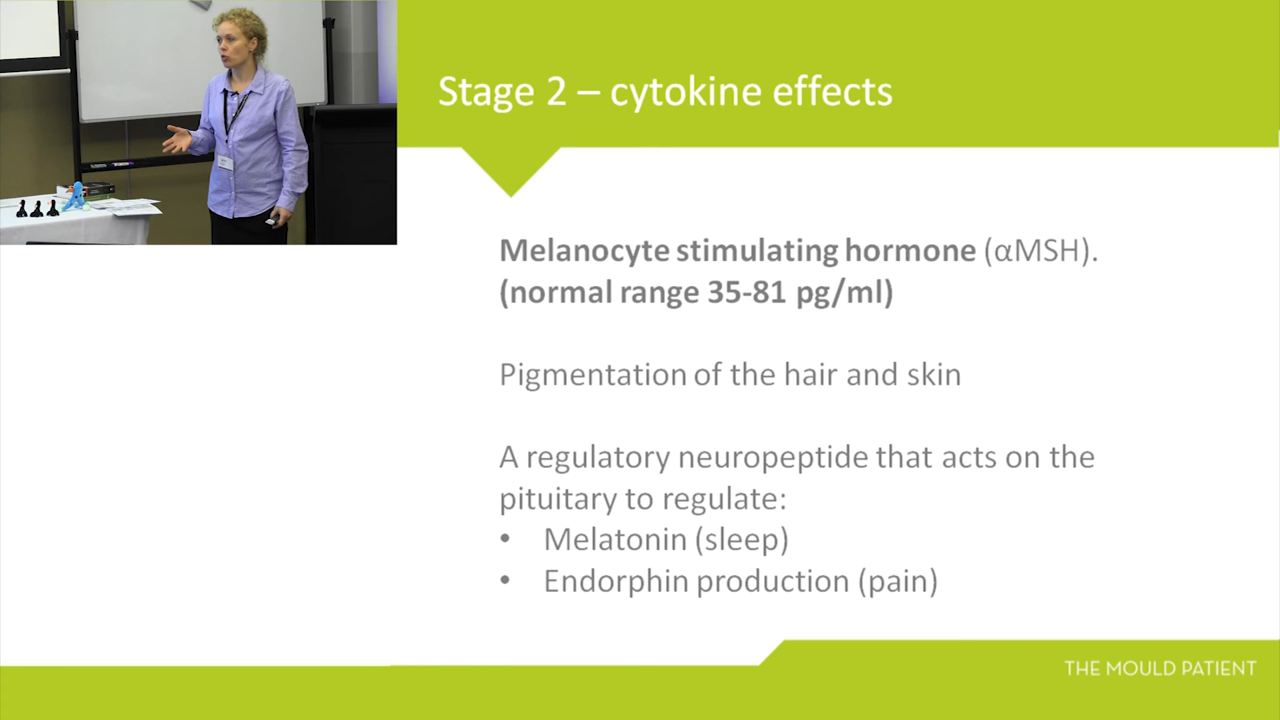 Stage 2 – cytokine effects
Melanocyte stimulating hormone (αMSH).
(normal range 35-81 pg/ml)
Pigmentation of the hair and skin
A regulatory neuropeptide that acts on the
pituitary to regulate:
• Melatonin (sleep)
• Endorphin production (pain)
THE MOULD PATIENT